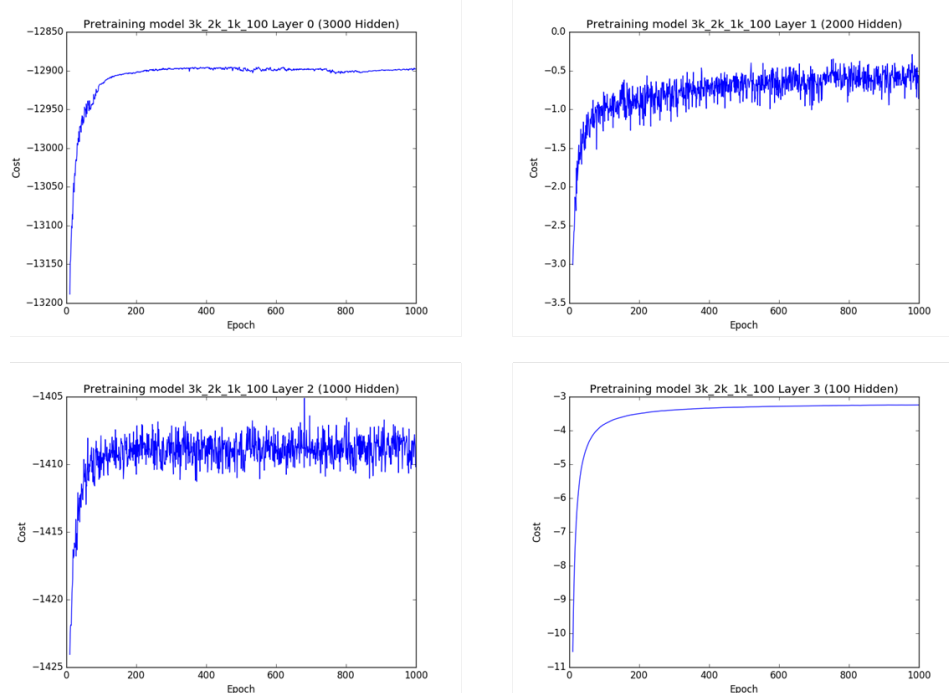 Pretraining model 3k_2k_1k_100 Layer 0 (3000 Hidden)
−12850
−12900
−12950
−13000
−13050
−13100
−13150
−13200
Cost
0 200 400 600 800 1000
Epoch
Pretraining model 3k_2k_1k_100 Layer 1 (2000 Hidden)
0.0
−0.5
−1.0
−1.5
−2.0
−2.5
−3.0
−3.5
Cost
0 200 400 600 800 1000
Epoch
Pretraining model 3k_2k_1k_100 Layer 2 (1000 Hidden)
−1405
−1410
−1415
−1420
−1425
Cost
0 200 400 600 800 1000
Epoch
Pretraining model 3k_2k_1k_100 Layer 3 (100 Hidden)
−3
−4
−5
−6
−7
−8
−9
−10
−11
Cost
0 200 400 600 800 1000
Epoch